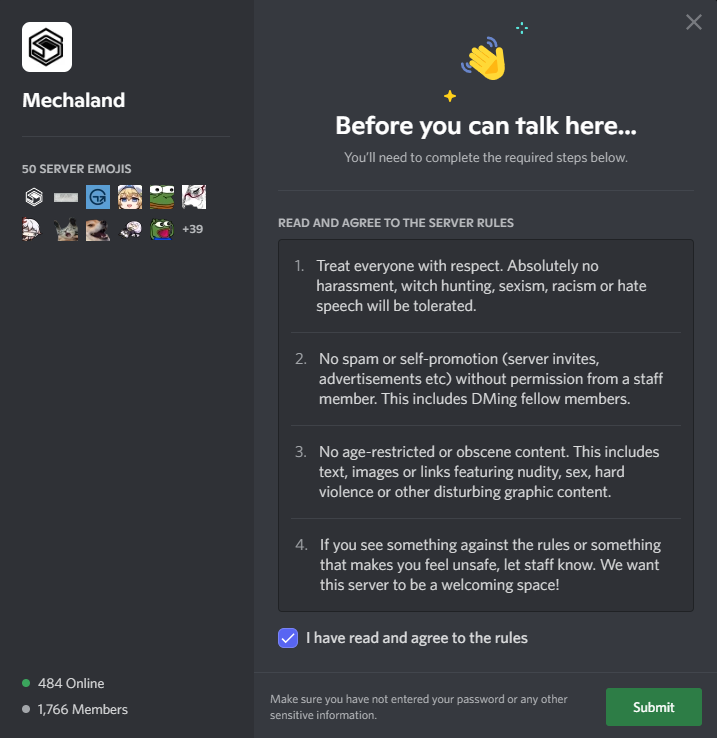 Mechaland
50 SERVER EMOJIS
+39
484 Online
1,766 Members
Before you can talk here...
You'll need to complete the required steps below.
READ AND AGREE TO THE SERVER RULES
1. Treat everyone with respect. Absolutely no
harassment, witch hunting, sexism, racism or hate
speech will be tolerated.
2. No spam or self-promotion (server invites,
advertisements etc) without permission from a staff
member. This includes DMing fellow members.
3. No age-restricted or obscene content. This includes
text, images or links featuring nudity, sex, hard
violence or other disturbing graphic content.
4. If you see something against the rules or something
that makes you feel unsafe, let staff know. We want
this server to be a welcoming space!
I have read and agree to the rules
Make sure you have not entered your password or any other
sensitive information.
Submit